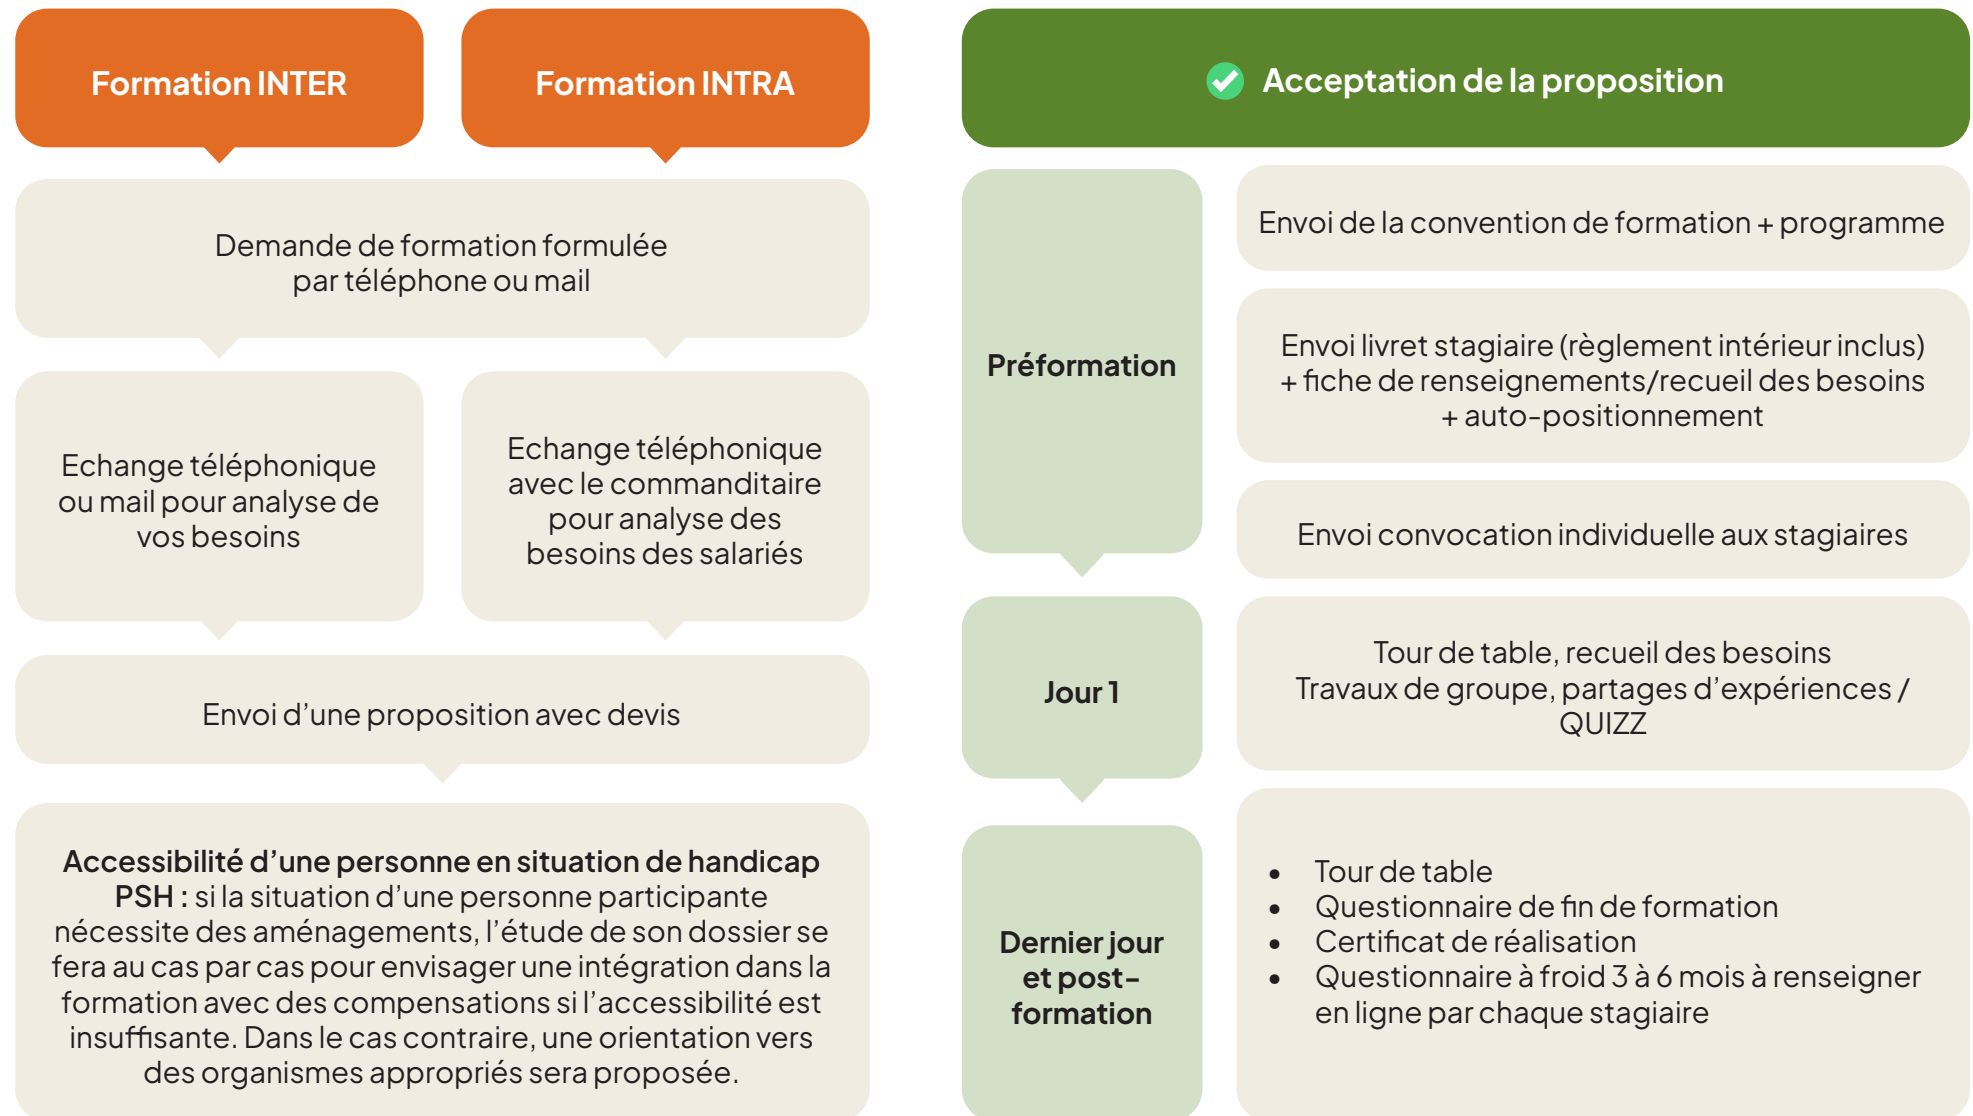 Formation INTER
Formation INTRA
Demande de formation formulée
par téléphone ou mail
Echange téléphonique
ou mail pour analyse de
vos besoins
Echange téléphonique
avec le commanditaire
pour analyse des
besoins des salariés
Envoi d’une proposition avec devis
Accessibilité d’une personne en situation de handicap
PSH : si la situation d’une personne participante
nécessite des aménagements, l’étude de son dossier se
fera au cas par cas pour envisager une intégration dans la
formation avec des compensations si l’accessibilité est
insuffisante. Dans le cas contraire, une orientation vers
des organismes appropriés sera proposée.
Acceptation de la proposition
Préformation
Envoi de la convention de formation + programme
Envoi livret stagiaire (règlement intérieur inclus)
+ fiche de renseignements/recueil des besoins
+ auto-positionnement
Envoi convocation individuelle aux stagiaires
Jour 1
Tour de table, recueil des besoins
Travaux de groupe, partages d’expériences /
QUIZZ
Dernier jour
et post-
formation
• Tour de table
• Questionnaire de fin de formation
• Certificat de réalisation
• Questionnaire à froid 3 à 6 mois à renseigner
en ligne par chaque stagiaire